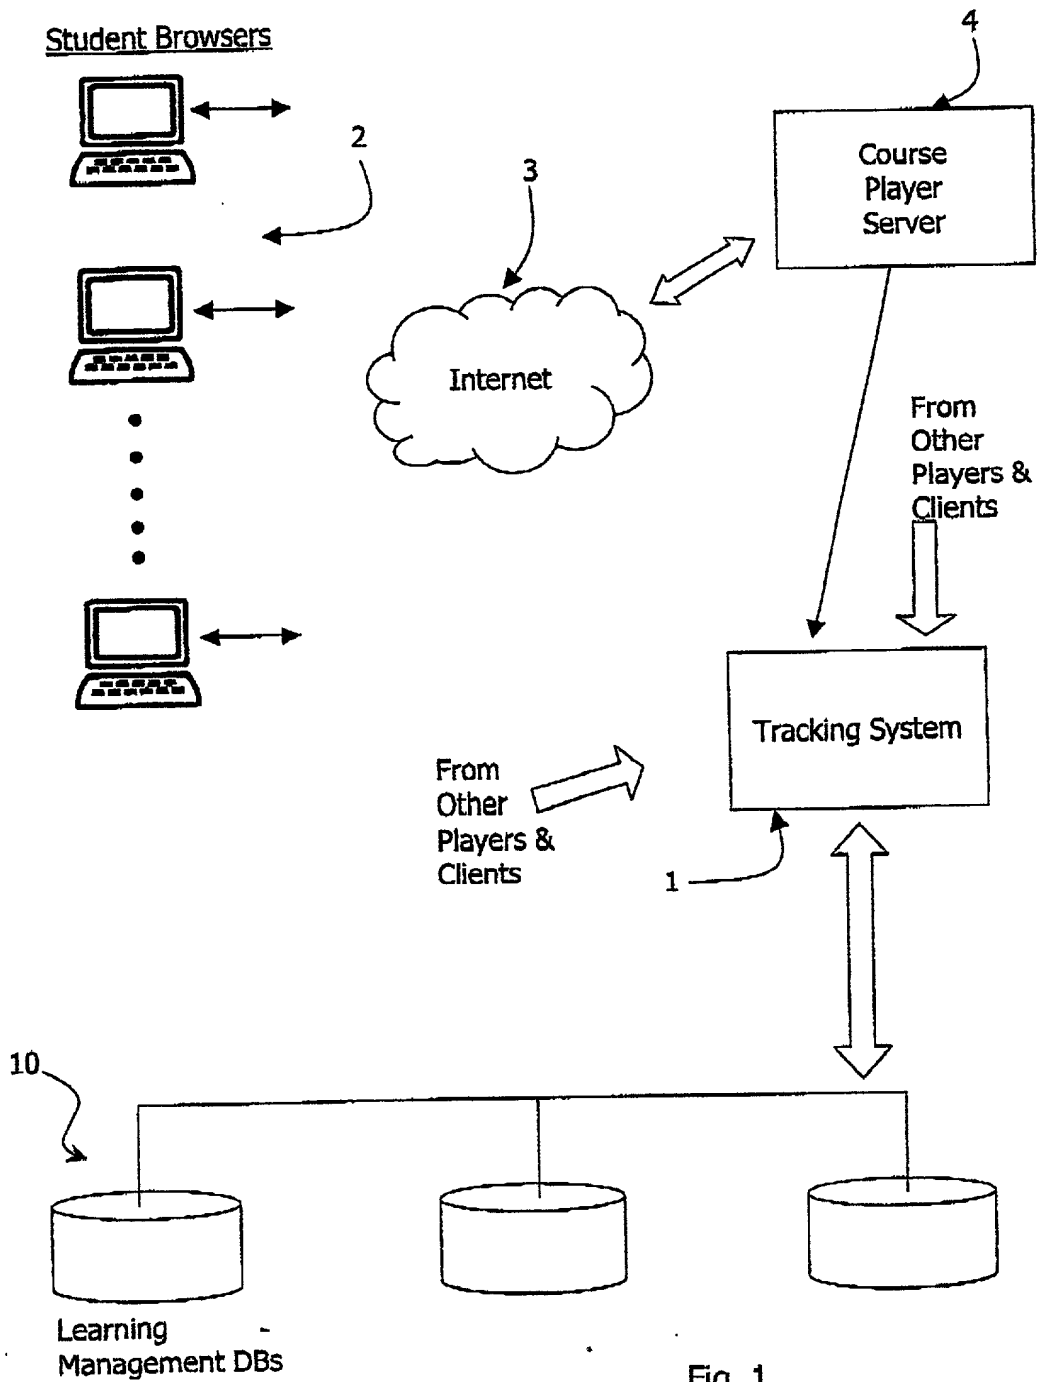 Student Browsers
4
2
3
Course
Player
Server
Internet
From
Other
Players &
Clients
Tracking System
From
Other
Players &
Clients
1
10
Learning
Management DBs
Fig. 1